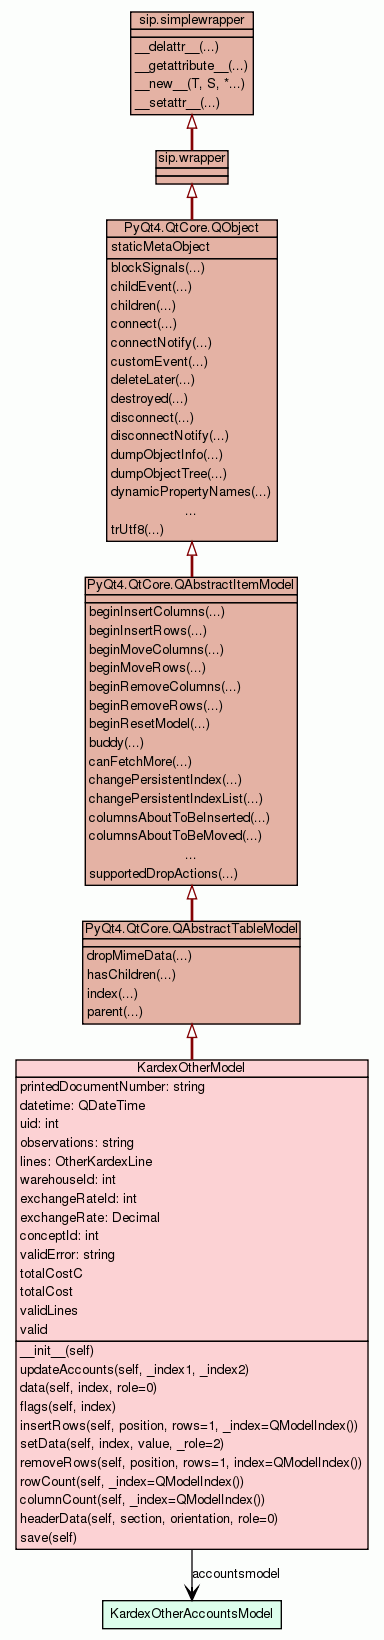 sip.simplewrapper
__delattr__(...)
__getattribute__(...)
__new__(T, S, *...)
__setattr__(...)
sip.wrapper
PyQt4.QtCore.QObject
staticMetaObject
blockSignals(...)
childEvent(...)
children(...)
connect(...)
connectNotify(...)
customEvent(...)
deleteLater(...)
destroyed(...)
disconnect(...)
disconnectNotify(...)
dumpObjectInfo(...)
dumpObjectTree(...)
dynamicPropertyNames(...)
...
trUtf8(...)
PyQt4.QtCore.QAbstractItemModel
beginInsertColumns(...)
beginInsertRows(...)
beginMoveColumns(...)
beginMoveRows(...)
beginRemoveColumns(...)
beginRemoveRows(...)
beginResetModel(...)
buddy(...)
canFetchMore(...)
changePersistentIndex(...)
changePersistentIndexList(...)
columnsAboutToBeInserted(...)
columnsAboutToBeMoved(...)
...
supportedDropActions(...)
PyQt4.QtCore.QAbstractTableModel
dropMimeData(...)
hasChildren(...)
index(...)
parent(...)
KardexOtherModel
printedDocumentNumber: string
datetime: QDateTime
uid: int
observations: string
lines: OtherKardexLine
warehouseId: int
exchangeRateId: int
exchangeRate: Decimal
conceptId: int
validError: string
totalCostC
totalCost
validLines
valid
__init__(self)
updateAccounts(self, _index1, _index2)
data(self, index, role=0)
flags(self, index)
insertRows(self, position, rows=1, _index=QModelIndex())
setData(self, index, value, _role=2)
removeRows(self, position, rows=1, index=QModelIndex())
rowCount(self, _index=QModelIndex())
columnCount(self, _index=QModelIndex())
headerData(self, section, orientation, role=0)
save(self)
accountsmodel
KardexOtherAccountsModel